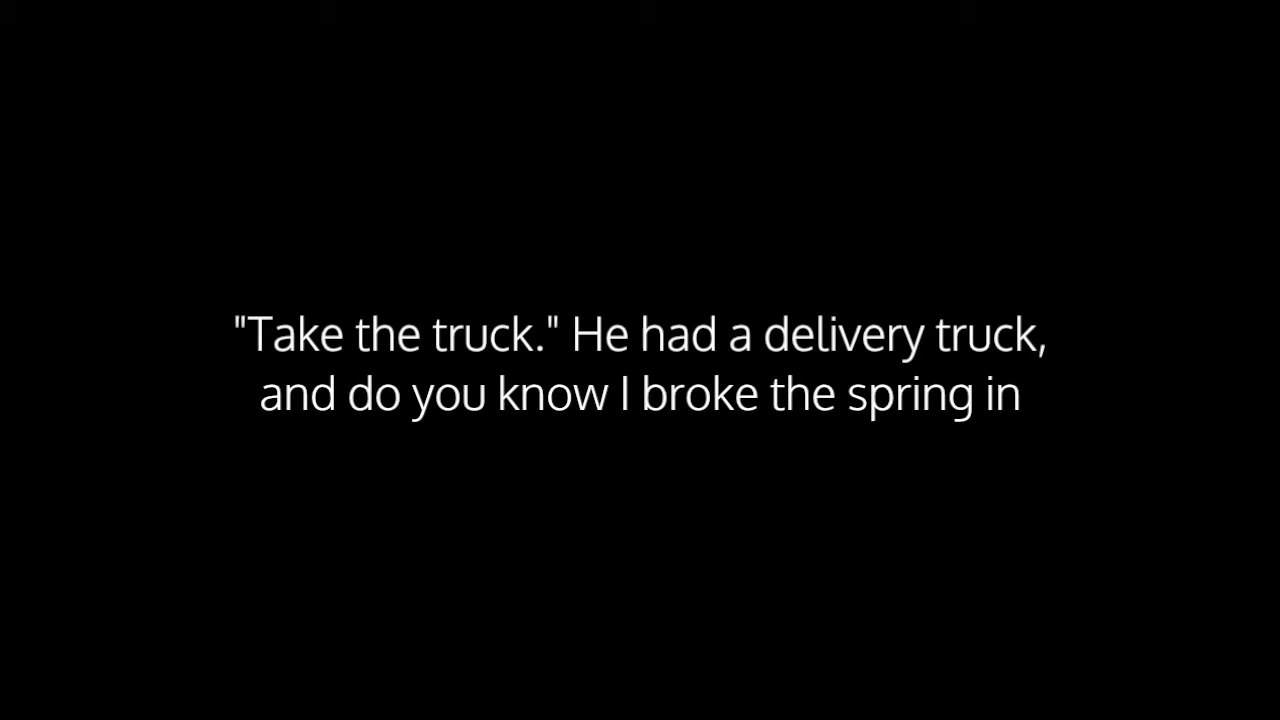 "Take the truck." He had a delivery truck,
and do you know I broke the spring in